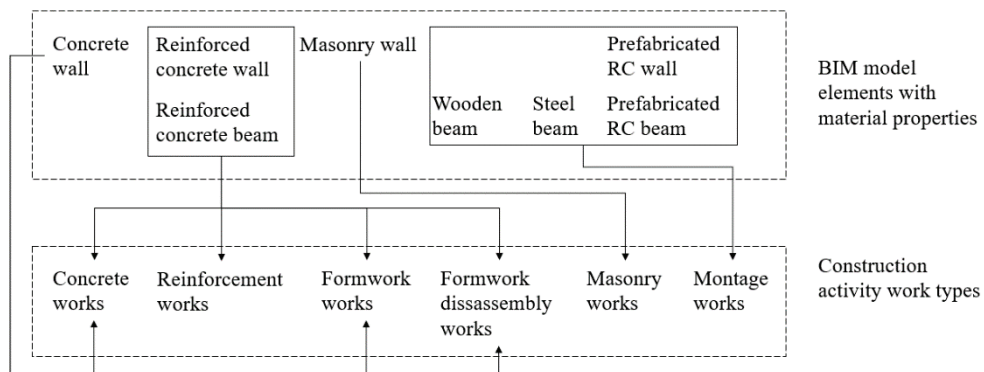 Concrete
wall
Reinforced
concrete wall
Reinforced
concrete beam
Masonry wall
Prefabricated
RC wall
Wooden
beam
Steel
beam
Prefabricated
RC beam
BIM model
elements with
material properties
Concrete
works
Reinforcement
works
Formwork
works
Formwork
dissassembly
works
Masonry
works
Montage
works
Construction
activity work types